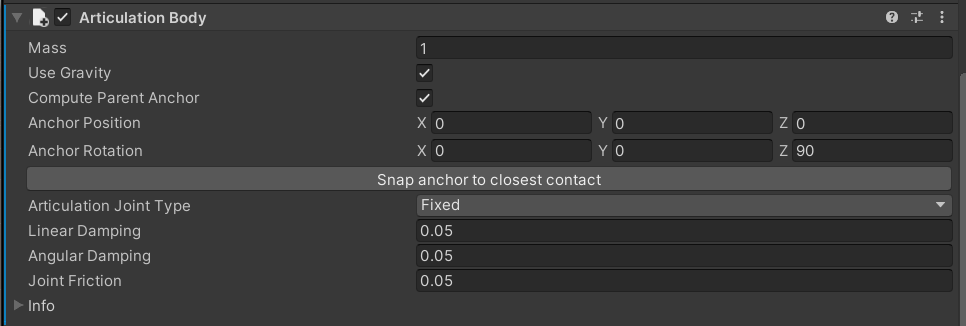 Articulation Body
Mass 1
Use Gravity
Compute Parent Anchor
Anchor Position X 0 Y 0 Z 0
Anchor Rotation X 0 Y 0 Z 90
Snap anchor to closest contact
Articulation Joint Type Fixed
Linear Damping 0.05
Angular Damping 0.05
Joint Friction 0.05
Info